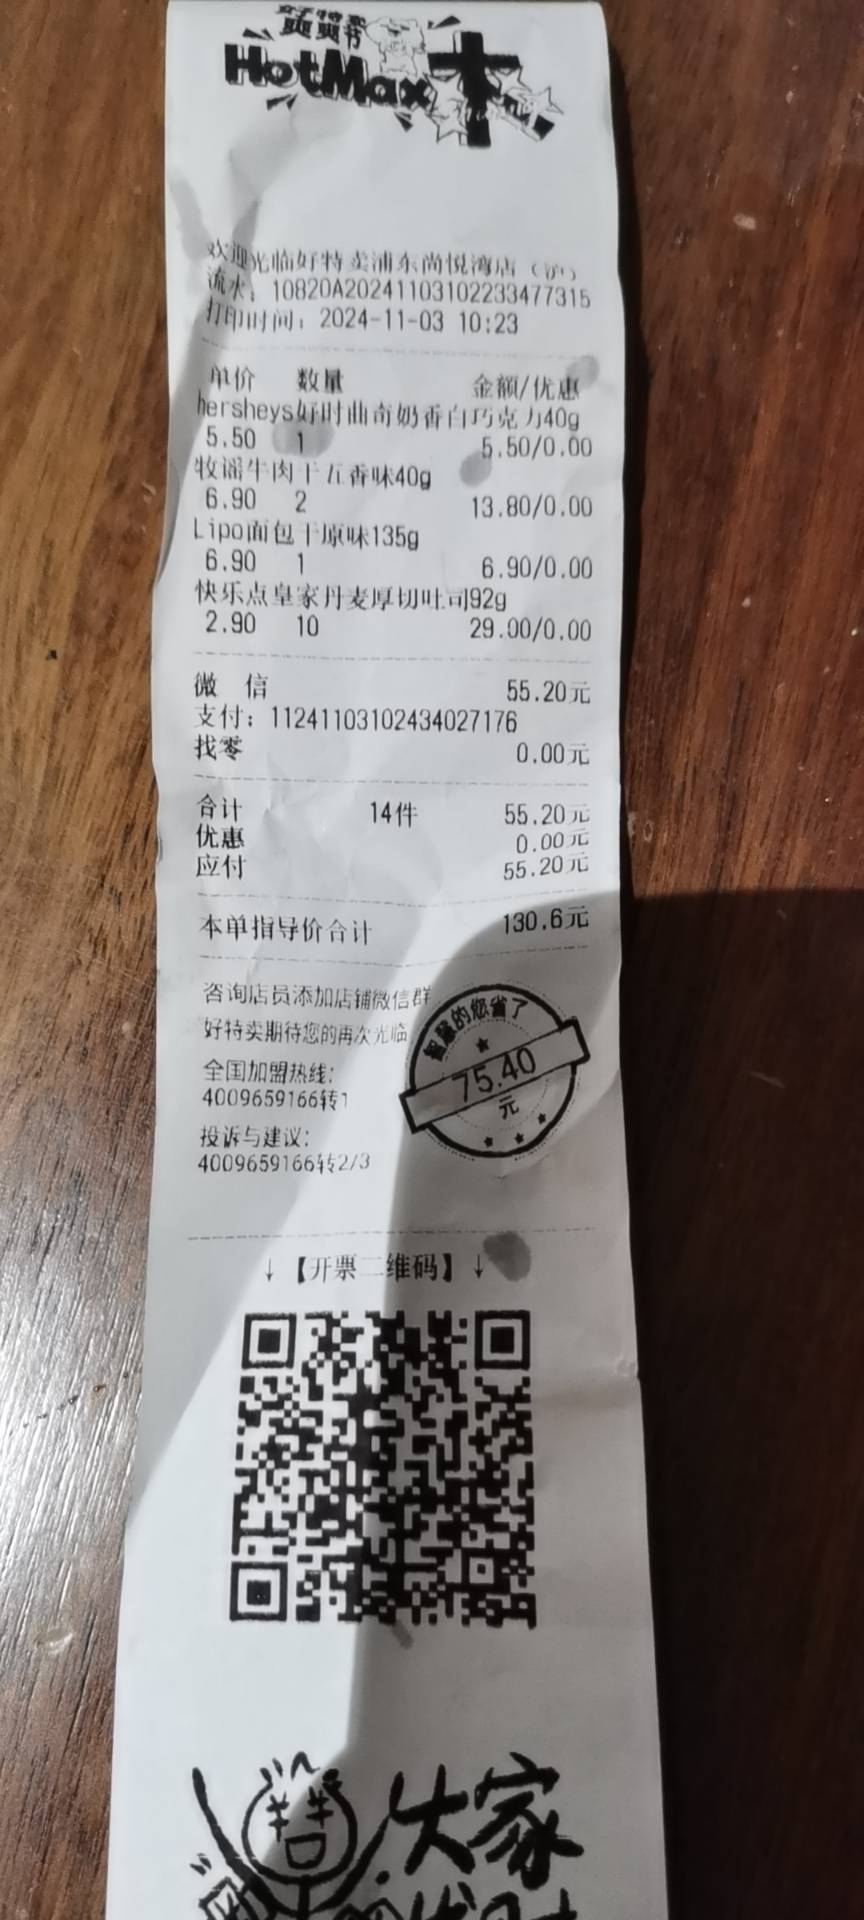 好特卖
爽爽节
HotMax
欢迎光临好特卖浦东尚悦湾店（沪）
流水：10820A202411031022334773​15
打印时间：2024-11-03 10:23
单价 数量 金额/优惠
hersheys好时曲奇奶香白巧克力40g
5.50 1 5.50/0.00
牧谣牛肉干五香味40g
6.90 2 13.80/0.00
Lipo面包干原味135g
6.90 1 6.90/0.00
快乐点皇家丹麦厚切吐司92g
2.90 10 29.00/0.00
微 信 55.20元
支付：112411031024340271​76
找零 0.00元
合计 14件 55.20元
优惠 0.00元
应付 55.20元
本单指导价合计 130.6元
咨询店员添加店铺微信群
好特卖期待您的再次光临
智慧的您省了
75.40
元
全国加盟热线：
4009659166转1
投诉与建议：
4009659166转2/3
↓【开票二维码】↓
大家